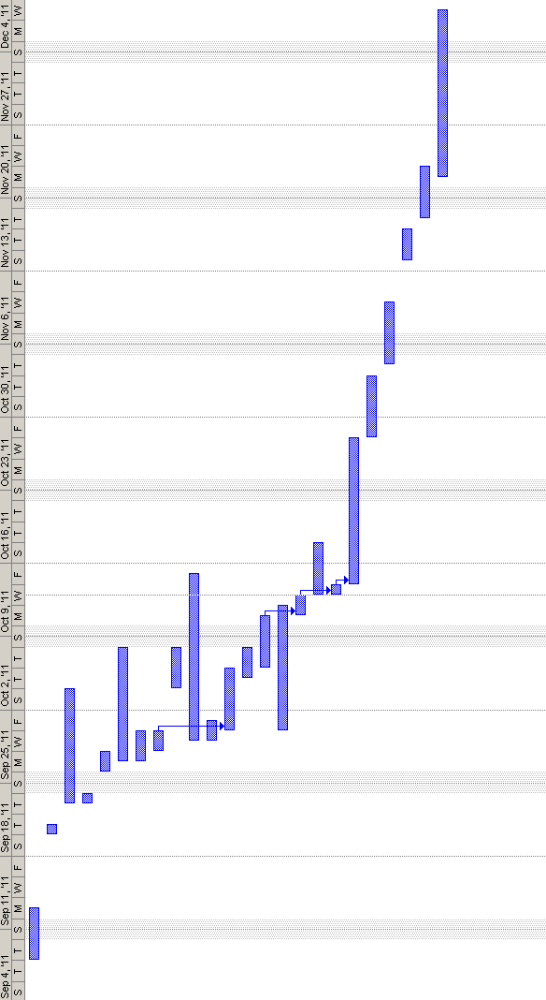 Sep 4, '11 Sep 11, '11 Sep 18, '11 Sep 25, '11 Oct 2, '11 Oct 9, '11 Oct 16, '11 Oct 23, '11 Oct 30, '11 Nov 6, '11 Nov 13, '11 Nov 20, '11 Nov 27, '11 Dec 4, '11
S T T S M W F S T T S M W F S T T S M W F S T T S M W F S T T S M W F S T T S M W F S T T S M W